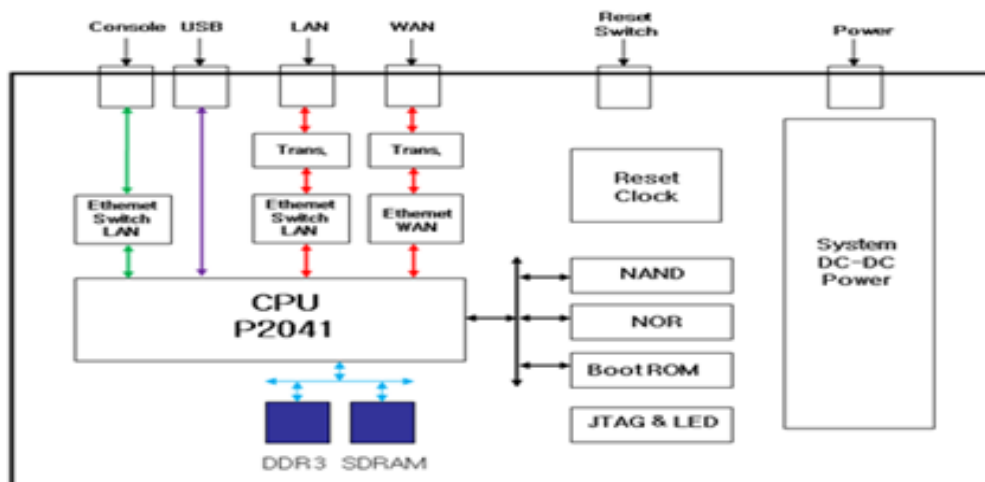 Console
USB
LAN
WAN
Reset
Switch
Power
Trans,
Trans,
Ethernet
Switch
LAN
Ethernet
Switch
LAN
Ethernet
WAN
Reset
Clock
System
DC-DC
Power
CPU
P2041
NAND
NOR
Boot ROM
JTAG & LED
DDR3
SDRAM